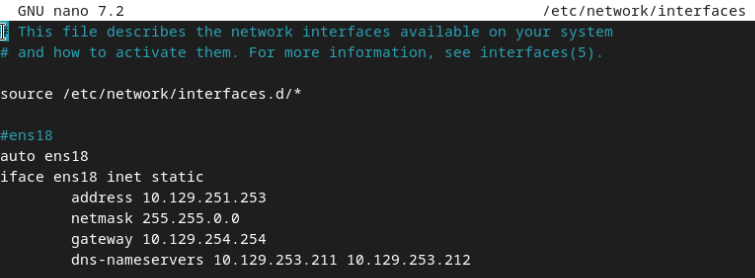 GNU nano 7.2 /etc/network/interfaces
# This file describes the network interfaces available on your system
# and how to activate them. For more information, see interfaces(5).
source /etc/network/interfaces.d/*
#ens18
auto ens18
iface ens18 inet static
address 10.129.251.253
netmask 255.255.0.0
gateway 10.129.254.254
dns-nameservers 10.129.253.211 10.129.253.212